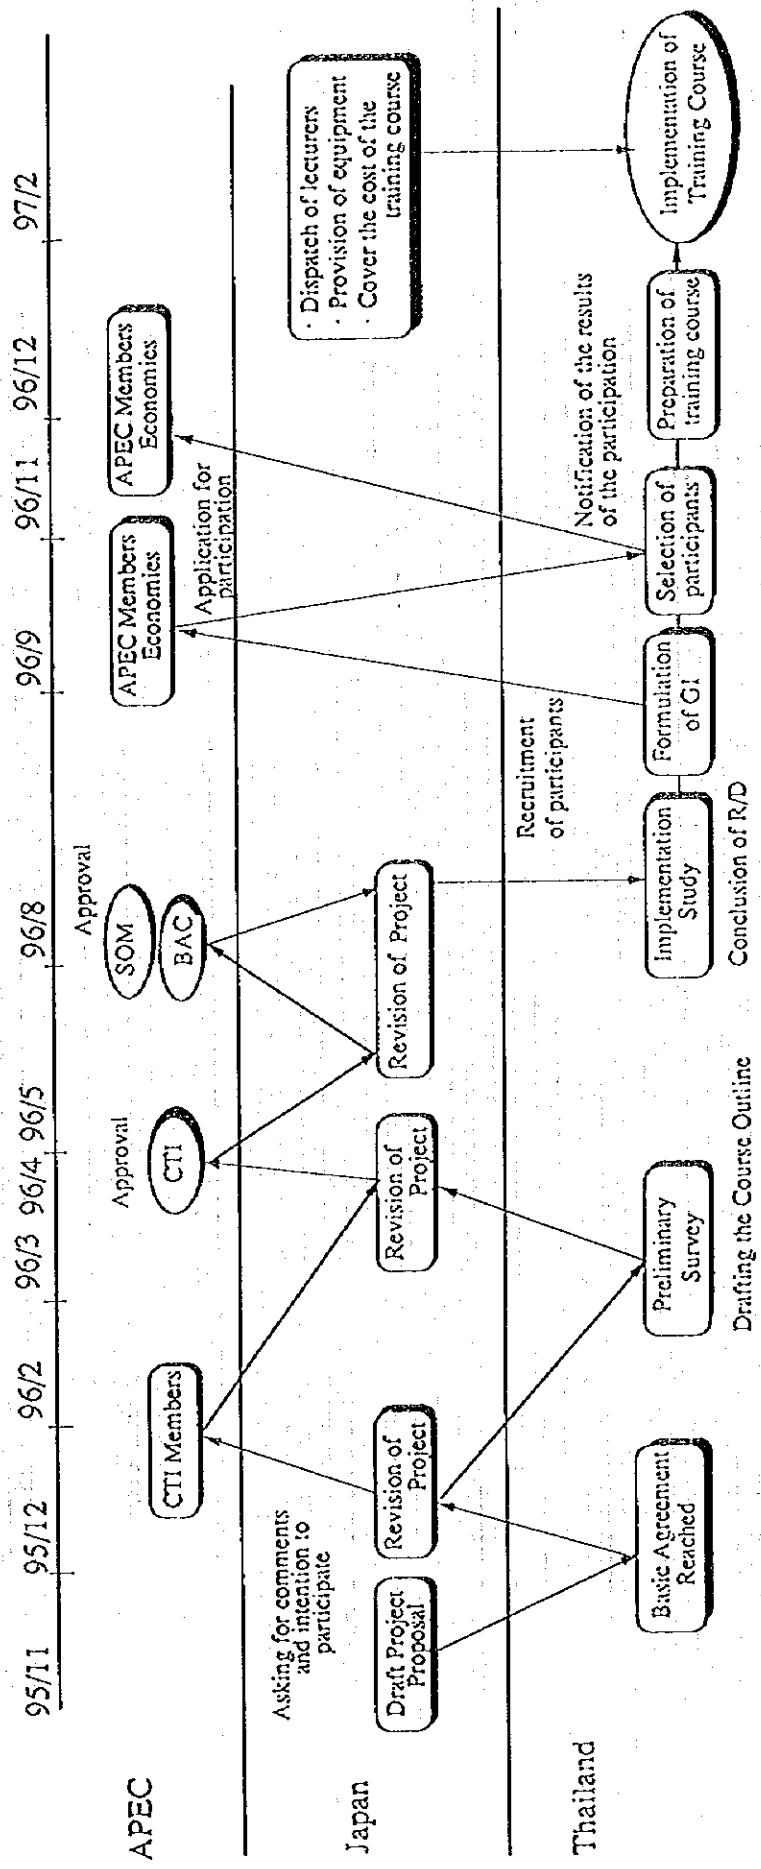 95/11
95/12
96/2
96/3
96/4
96/5
96/8
96/9
96/11
96/12
97/2
APEC
CTI Members
Approval
CTI
Approval
SOM
BAC
APEC Members
Economics
Application for
participation
APEC Members
Economics
Japan
Asking for comments
and intention to
participate
Draft Project
Proposal
Revision of
Project
Revision of
Project
Revision of Project
· Dispatch of lecturers
· Provision of equipment
· Cover the cost of the
training course
Thailand
Basic Agreement
Reached
Preliminary
Survey
Drafting the Course Outline
Recruitment
of participants
Implementation
Study
Conclusion of R/D
Formulation
of GI
Selection of
participants
Notification of the results
of the participation
Preparation of
training course
Implementation of
Training Course